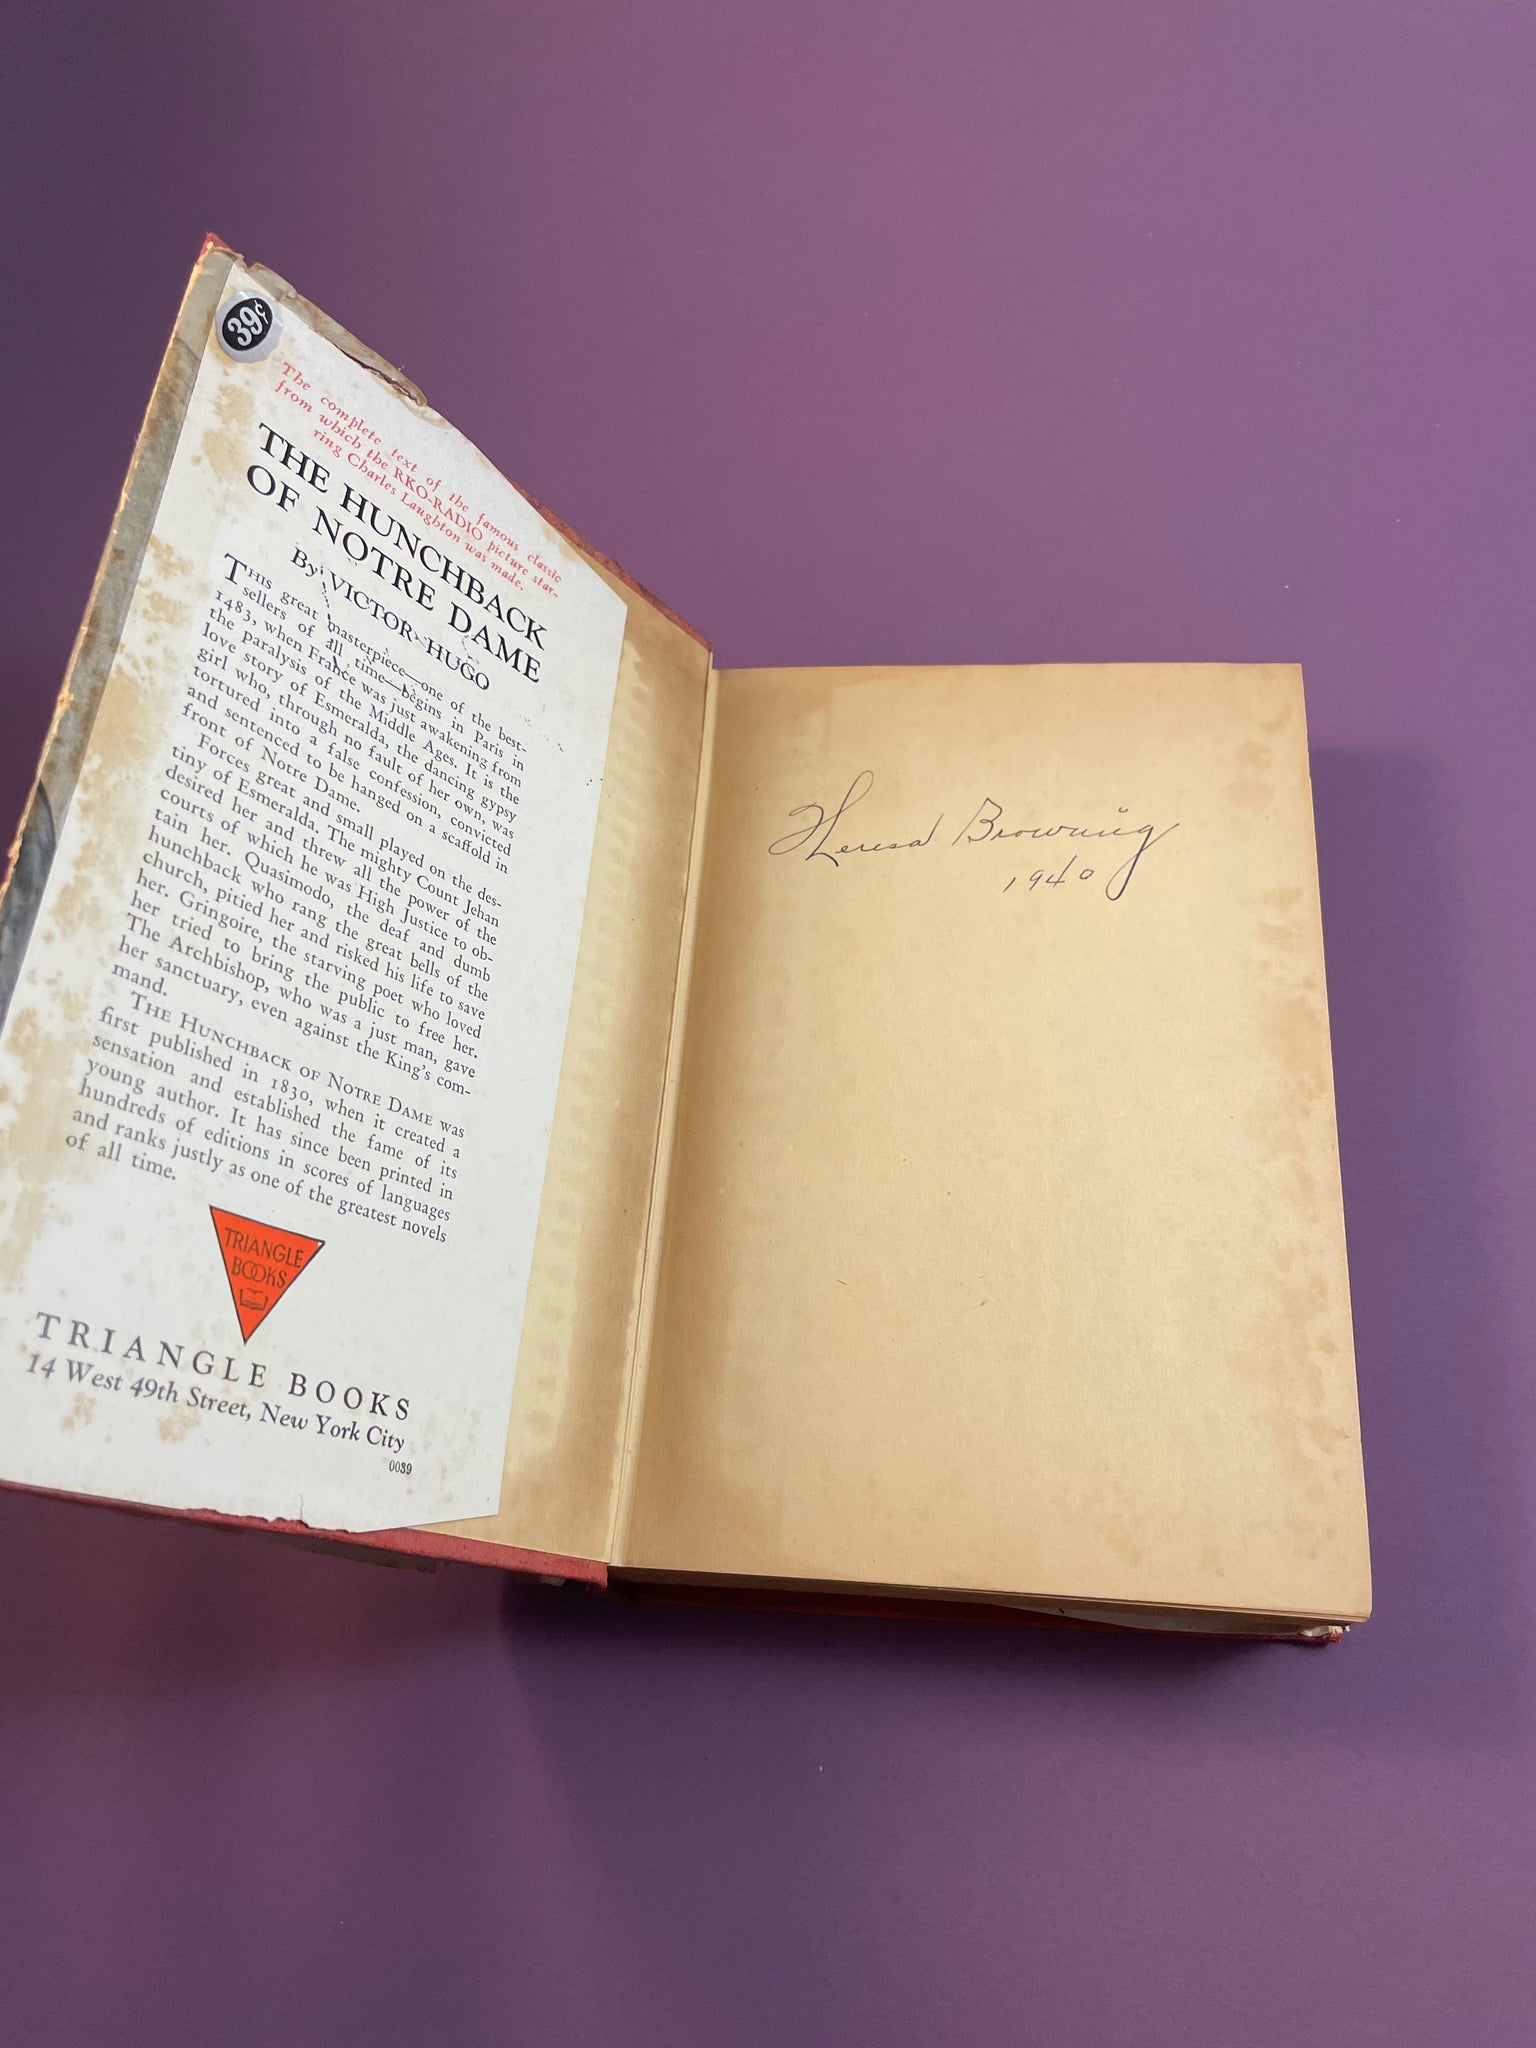 39¢
The complete text of the famous classic
from which the RKO-RADIO picture star-
ring Charles Laughton was made.
THE HUNCHBACK
OF NOTRE DAME
By VICTOR HUGO
THIS great masterpiece—one of the best-
sellers of all time—begins in Paris in
1483, when France was just awakening from
the paralysis of the Middle Ages. It is the
love story of Esmeralda, the dancing gypsy
girl who, through no fault of her own, was
tortured into a false confession, convicted
and sentenced to be hanged on a scaffold in
front of Notre Dame.
Forces great and small played on the des-
tiny of Esmeralda. The mighty Count Jehan
desired her and threw all the power of the
courts of which he was High Justice to ob-
tain her. Quasimodo, the deaf and dumb
hunchback who rang the great bells of the
church, pitied her and risked his life to save
her. Gringoire, the starving poet who loved
her tried to bring the public to free her.
The Archbishop, who was a just man, gave
her sanctuary, even against the King's com-
mand.
THE HUNCHBACK OF NOTRE DAME was
first published in 1830, when it created a
sensation and established the fame of its
young author. It has since been printed in
hundreds of editions in scores of languages
and ranks justly as one of the greatest novels
of all time.
TRIANGLE
BOOKS
TRIANGLE BOOKS
14 West 49th Street, New York City
0039
Theresa Browning
1940